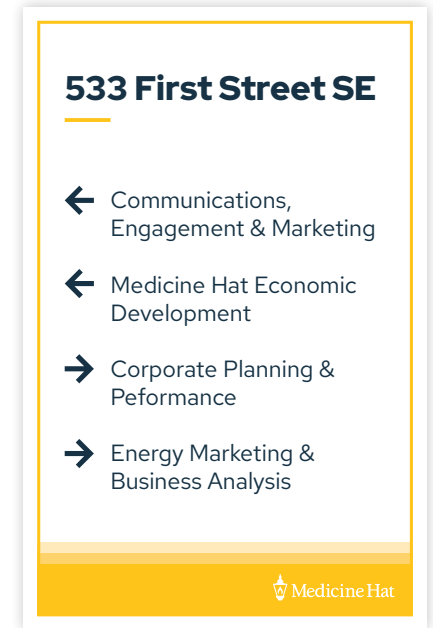 533 First Street SE
← Communications,
Engagement & Marketing
← Medicine Hat Economic
Development
→ Corporate Planning &
Peformance
→ Energy Marketing &
Business Analysis
Medicine Hat